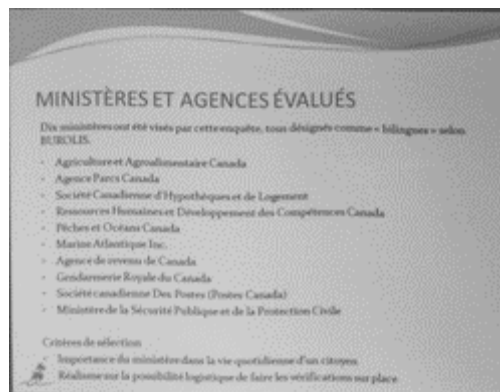 MINISTÈRES ET AGENCES ÉVALUÉS
Dix ministères ont été visés par cette enquête, tous désignés comme « bilingues » selon
BUROLIS.
- Agriculture et Agroalimentaire Canada
- Agence Parcs Canada
- Société Canadienne d'Hypothèques et de Logement
- Ressources Humaines et Développement des Compétences Canada
- Pêches et Océans Canada
- Marine Atlantique Inc.
- Agence de revenu de Canada
- Gendarmerie Royale du Canada
- Société canadienne Des Postes (Postes Canada)
- Ministère de la Sécurité Publique et de la Protection Civile
Critères de sélection
- Importance du ministère dans la vie quotidienne d'un citoyen
- Réalisme sur la possibilité logistique de faire les vérifications sur place